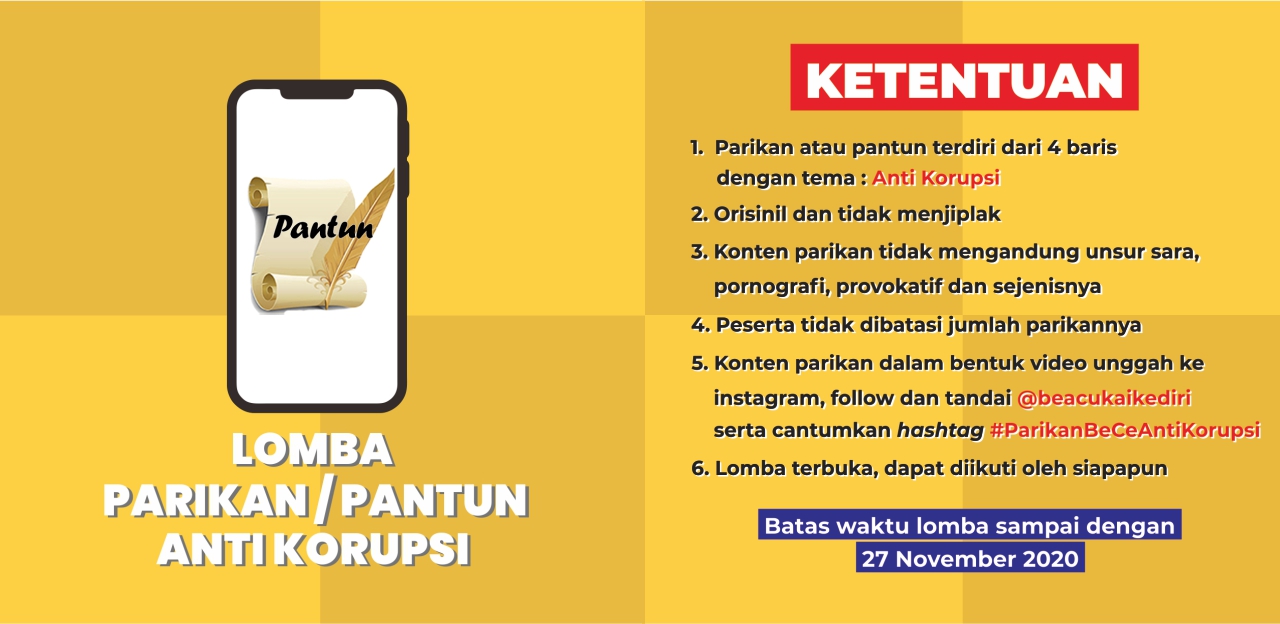 Pantun
LOMBA
PARIKAN / PANTUN
ANTI KORUPSI
KETENTUAN
1. Parikan atau pantun terdiri dari 4 baris
dengan tema : Anti Korupsi
2. Orisinil dan tidak menjiplak
3. Konten parikan tidak mengandung unsur sara,
pornografi, provokatif dan sejenisnya
4. Peserta tidak dibatasi jumlah parikannya
5. Konten parikan dalam bentuk video unggah ke
instagram, follow dan tandai @beacukaikediri
serta cantumkan hashtag #ParikanBeCeAntiKorupsi
6. Lomba terbuka, dapat diikuti oleh siapapun
Batas waktu lomba sampai dengan
27 November 2020